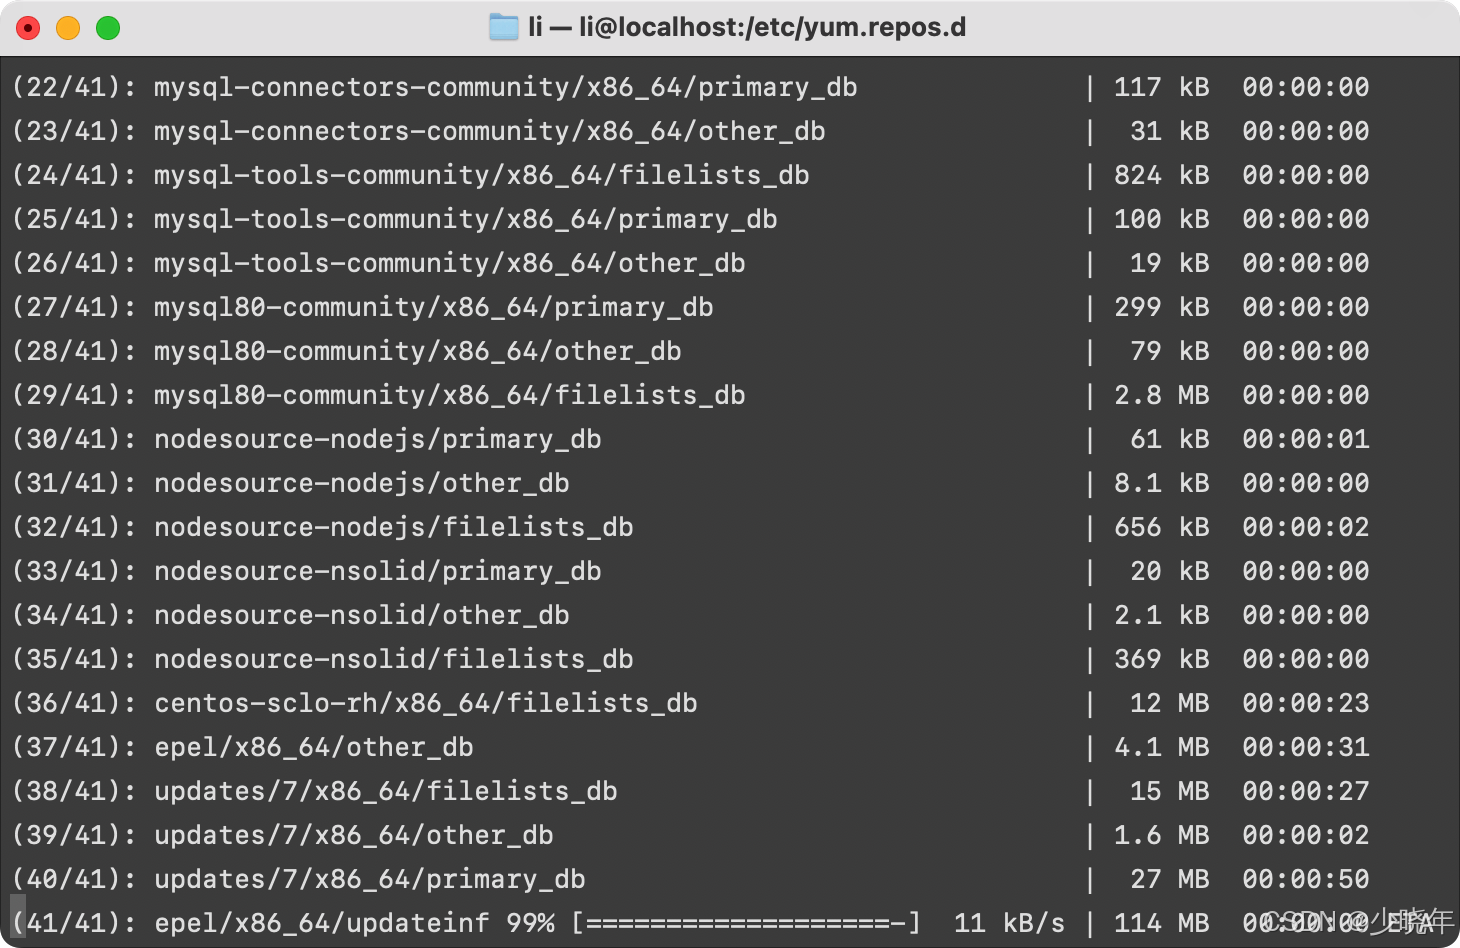 li — li@localhost:/etc/yum.repos.d
(22/41): mysql-connectors-community/x86_64/primary_db | 117 kB 00:00:00
(23/41): mysql-connectors-community/x86_64/other_db | 31 kB 00:00:00
(24/41): mysql-tools-community/x86_64/filelists_db | 824 kB 00:00:00
(25/41): mysql-tools-community/x86_64/primary_db | 100 kB 00:00:00
(26/41): mysql-tools-community/x86_64/other_db | 19 kB 00:00:00
(27/41): mysql80-community/x86_64/primary_db | 299 kB 00:00:00
(28/41): mysql80-community/x86_64/other_db | 79 kB 00:00:00
(29/41): mysql80-community/x86_64/filelists_db | 2.8 MB 00:00:00
(30/41): nodesource-nodejs/primary_db | 61 kB 00:00:01
(31/41): nodesource-nodejs/other_db | 8.1 kB 00:00:00
(32/41): nodesource-nodejs/filelists_db | 656 kB 00:00:02
(33/41): nodesource-nsolid/primary_db | 20 kB 00:00:00
(34/41): nodesource-nsolid/other_db | 2.1 kB 00:00:00
(35/41): nodesource-nsolid/filelists_db | 369 kB 00:00:00
(36/41): centos-sclo-rh/x86_64/filelists_db | 12 MB 00:00:23
(37/41): epel/x86_64/other_db | 4.1 MB 00:00:31
(38/41): updates/7/x86_64/filelists_db | 15 MB 00:00:27
(39/41): updates/7/x86_64/other_db | 1.6 MB 00:00:02
(40/41): updates/7/x86_64/primary_db | 27 MB 00:00:50
(41/41): epel/x86_64/updateinf 99% [===================-] 11 kB/s | 114 MB 00:00:00 ETA
CSDN @少晓年